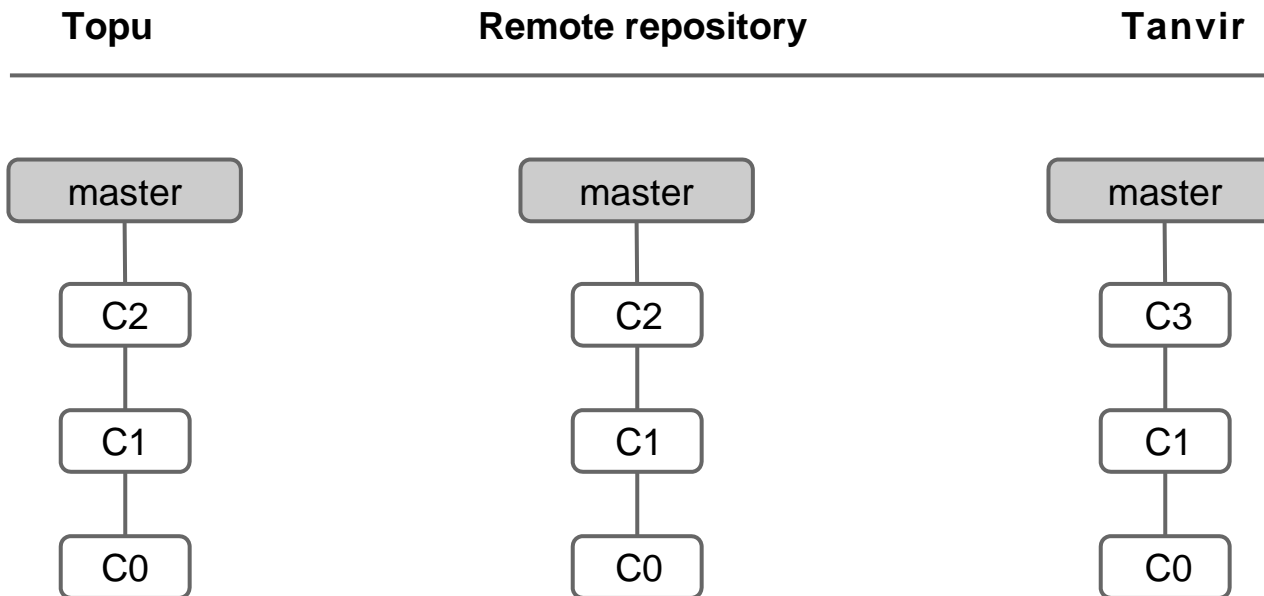 Topu Remote repository Tanvir
master master master
C2 C2 C3
C1 C1 C1
C0 C0 C0